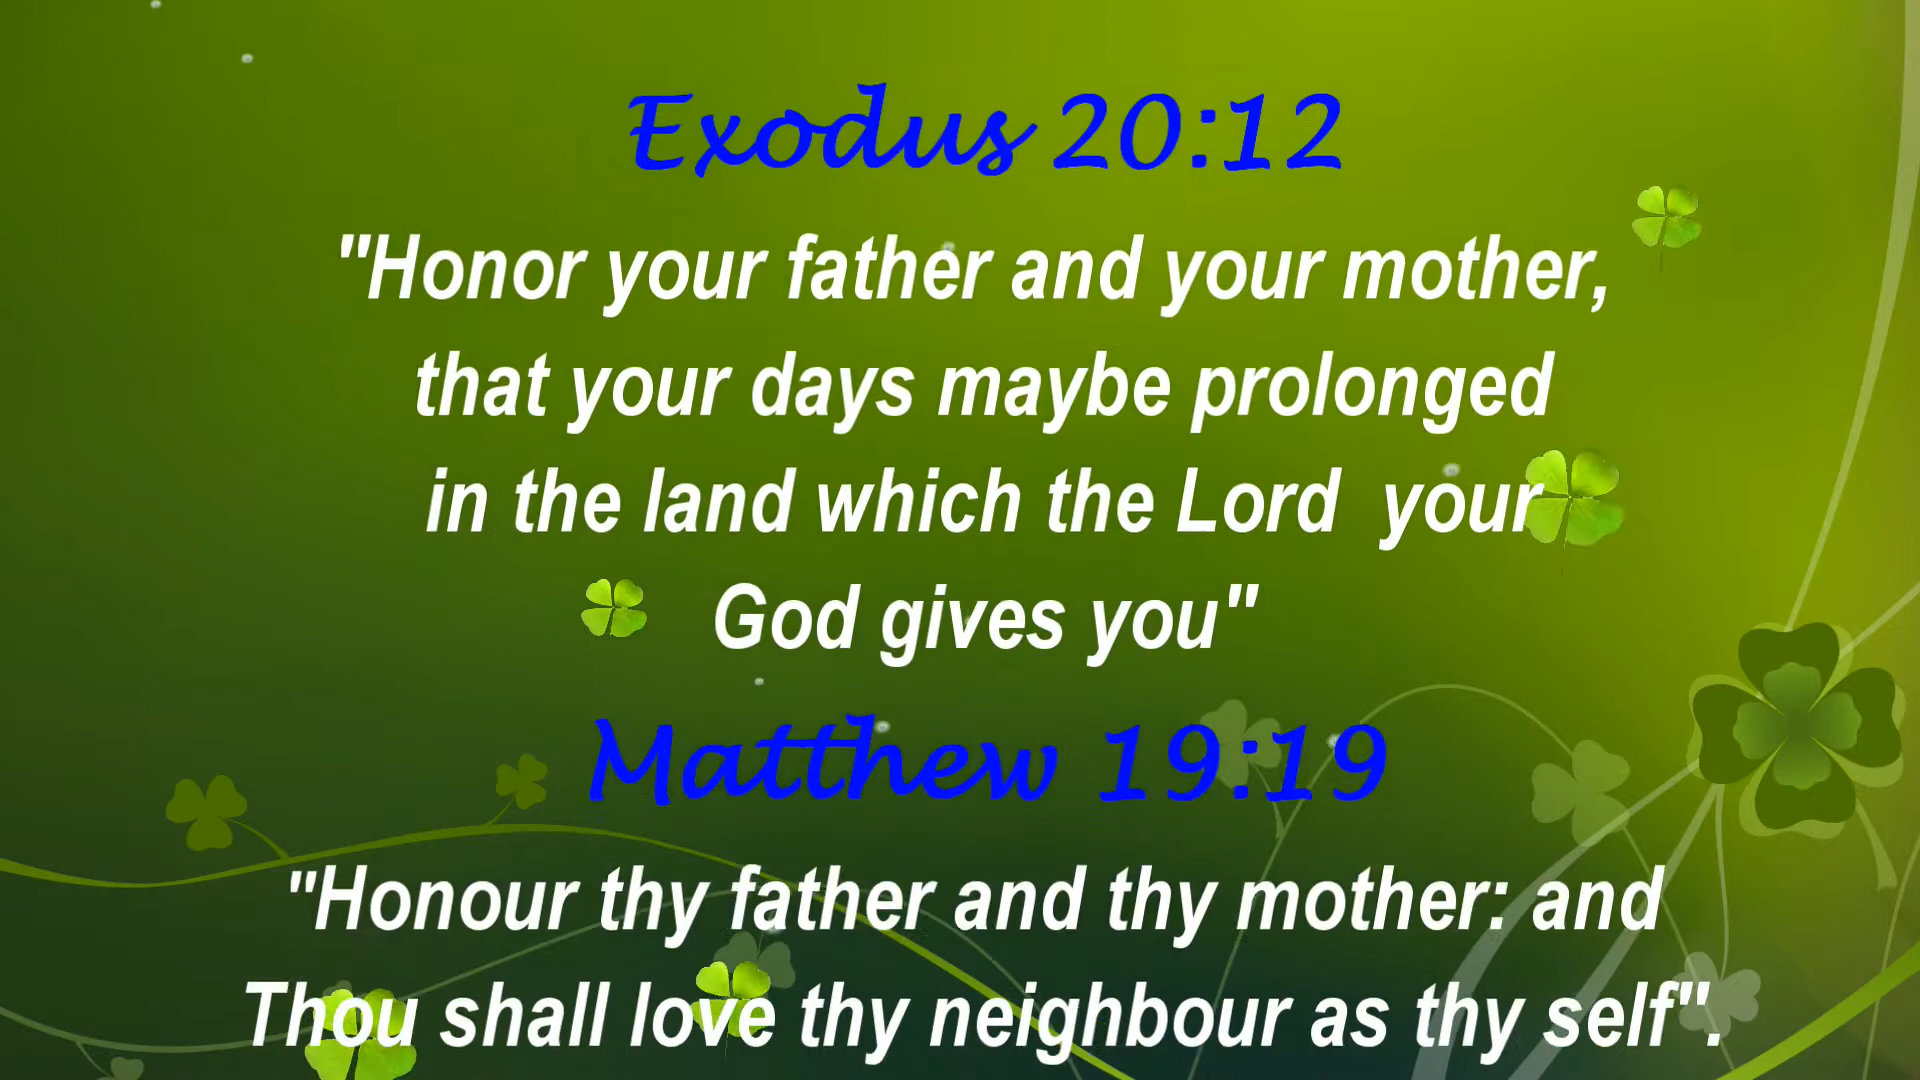 Exodus 20:12
"Honor your father and your mother,
that your days maybe prolonged
in the land which the Lord  your
God gives you"
Matthew 19:19
"Honour thy father and thy mother: and
Thou shall love thy neighbour as thy self".